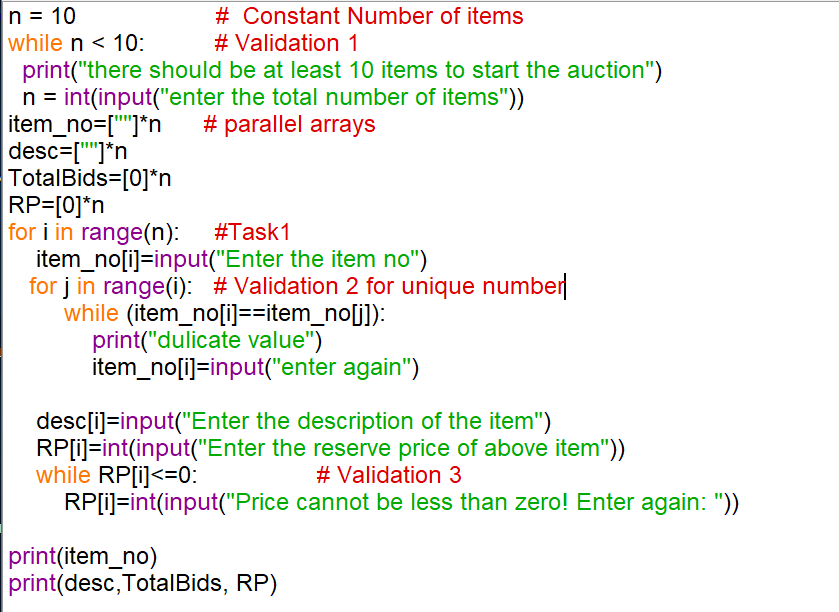 n = 10                    #  Constant Number of items
while n < 10:          # Validation 1
  print("there should be at least 10 items to start the auction")
  n = int(input("enter the total number of items"))
item_no=[""]*n      # parallel arrays
desc=[""]*n
TotalBids=[0]*n
RP=[0]*n
for i in range(n):     #Task1
    item_no[i]=input("Enter the item no")
   for j in range(i):   # Validation 2 for unique number
        while (item_no[i]==item_no[j]):
            print("dulicate value")
            item_no[i]=input("enter again")
    desc[i]=input("Enter the description of the item")
    RP[i]=int(input("Enter the reserve price of above item"))
    while RP[i]<=0:                 # Validation 3
        RP[i]=int(input("Price cannot be less than zero! Enter again: "))
print(item_no)
print(desc,TotalBids, RP)